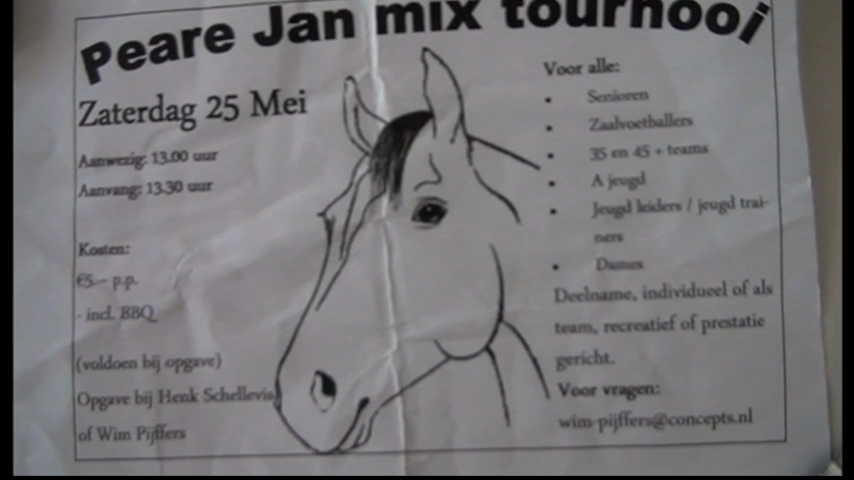 Peare Jan mix tournooi
Zaterdag 25 Mei
Aanwezig: 13.00 uur
Aanvang: 13.30 uur
Kosten:
€5.-- p.p.
- incl. BBQ
(voldoen bij opgave)
Opgave bij Henk Schellevis
of Wim Pijffers
Voor alle:
• Senioren
• Zaalvoetballers
• 35 en 45 + teams
• A jeugd
• Jeugd leiders / jeugd trai-
ners
• Dames
Deelname, individueel of als
team, recreatief of prestatie
gericht.
Voor vragen:
wim-pijffers@concepts.nl